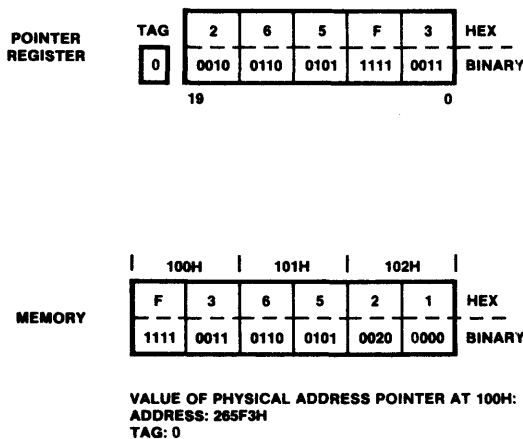 POINTER REGISTER
TAG 2 6 5 F 3 HEX
0 0010 0110 0101 1111 0011 BINARY
19 0
100H 101H 102H
MEMORY
F 3 6 5 2 1 HEX
1111 0011 0110 0101 0020 0000 BINARY
VALUE OF PHYSICAL ADDRESS POINTER AT 100H:
ADDRESS: 265F3H
TAG: 0